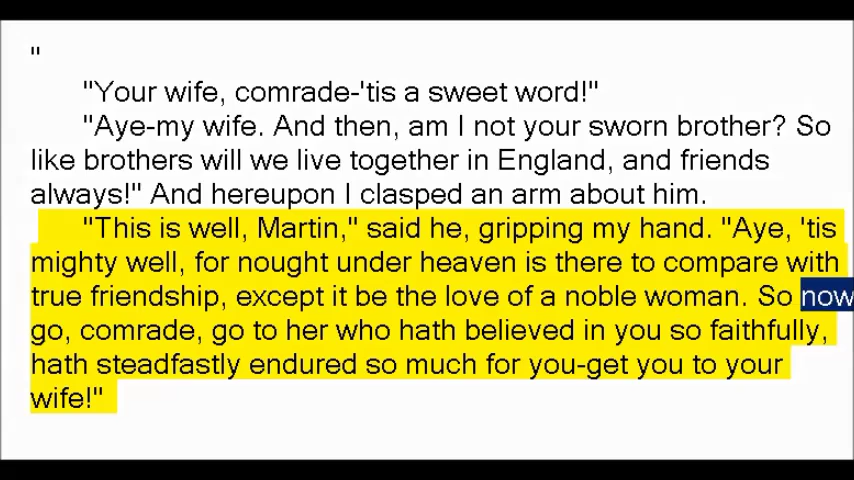 "
"Your wife, comrade-'tis a sweet word!"
"Aye-my wife. And then, am I not your sworn brother? So
like brothers will we live together in England, and friends
always!" And hereupon I clasped an arm about him.
"This is well, Martin," said he, gripping my hand. "Aye, 'tis
mighty well, for nought under heaven is there to compare with
true friendship, except it be the love of a noble woman. So now
go, comrade, go to her who hath believed in you so faithfully,
hath steadfastly endured so much for you-get you to your
wife!"